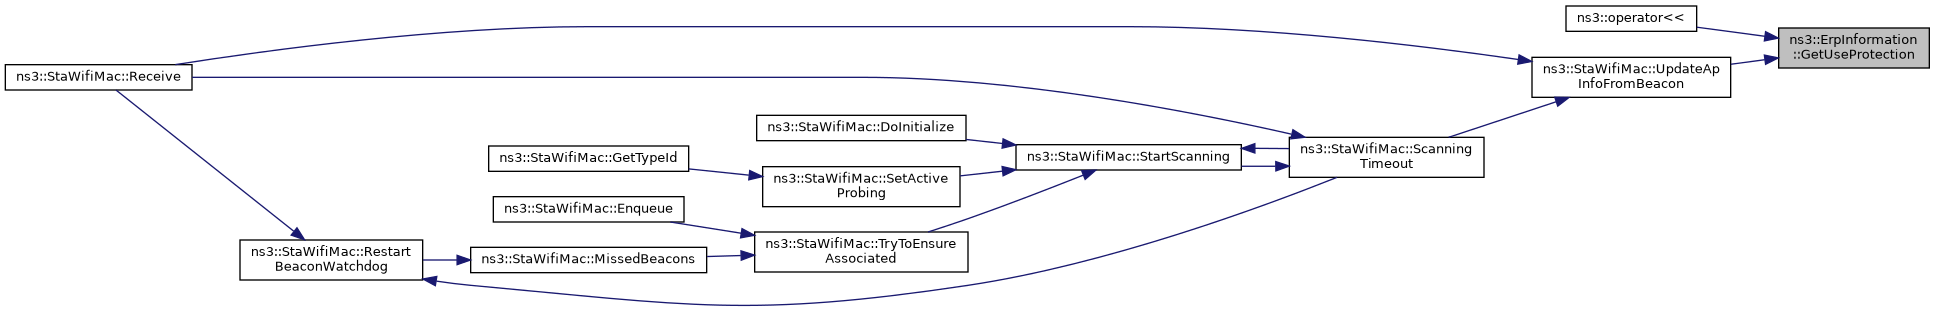 ns3::StaWifiMac::Receive
ns3::StaWifiMac::Restart
BeaconWatchdog
ns3::StaWifiMac::GetTypeId
ns3::StaWifiMac::Enqueue
ns3::StaWifiMac::MissedBeacons
ns3::StaWifiMac::DoInitialize
ns3::StaWifiMac::SetActive
Probing
ns3::StaWifiMac::TryToEnsure
Associated
ns3::StaWifiMac::StartScanning
ns3::StaWifiMac::Scanning
Timeout
ns3::operator<<
ns3::StaWifiMac::UpdateAp
InfoFromBeacon
ns3::ErpInformation
::GetUseProtection